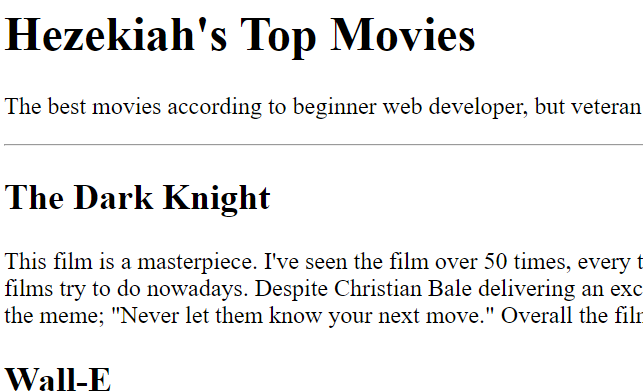 Hezekiah's Top Movies
The best movies according to beginner web developer, but veteran
The Dark Knight
This film is a masterpiece. I've seen the film over 50 times, every
films try to do nowadays. Despite Christian Bale delivering an
the meme; "Never let them know your next move." Overall the
Wall-E